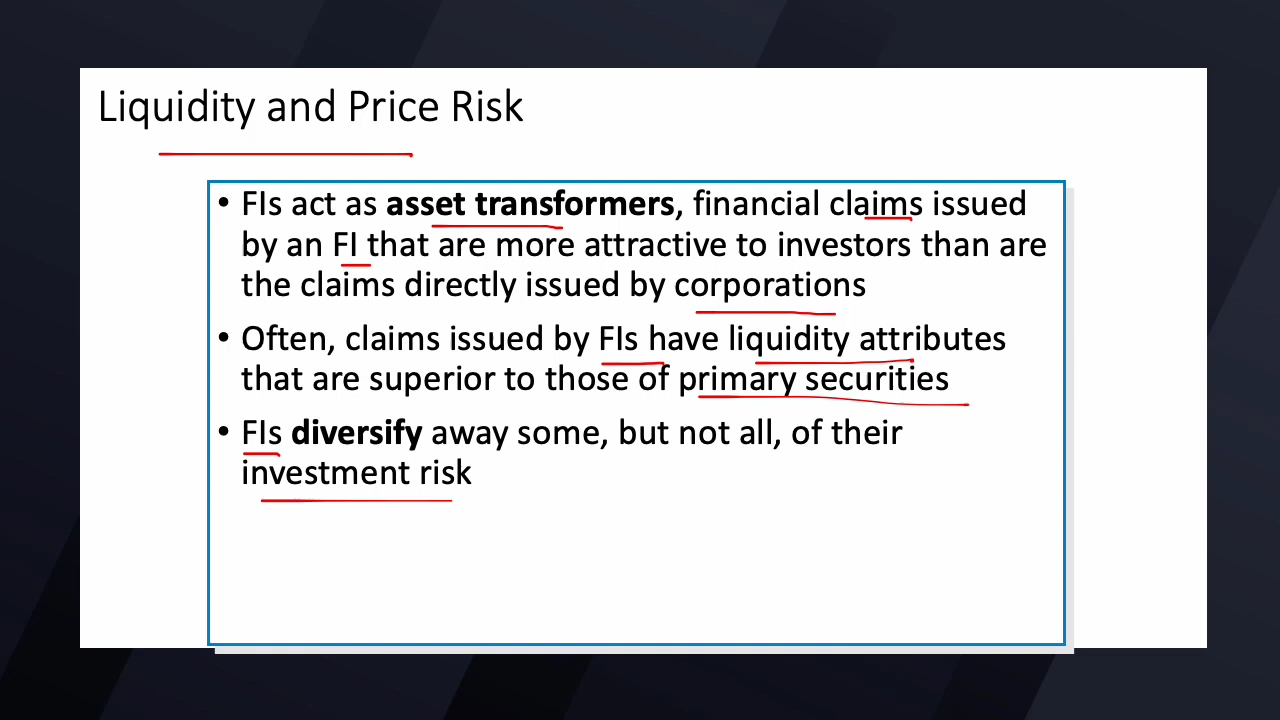 Liquidity and Price Risk
• FIs act as asset transformers, financial claims issued
by an FI that are more attractive to investors than are
the claims directly issued by corporations
• Often, claims issued by FIs have liquidity attributes
that are superior to those of primary securities
• FIs diversify away some, but not all, of their
investment risk